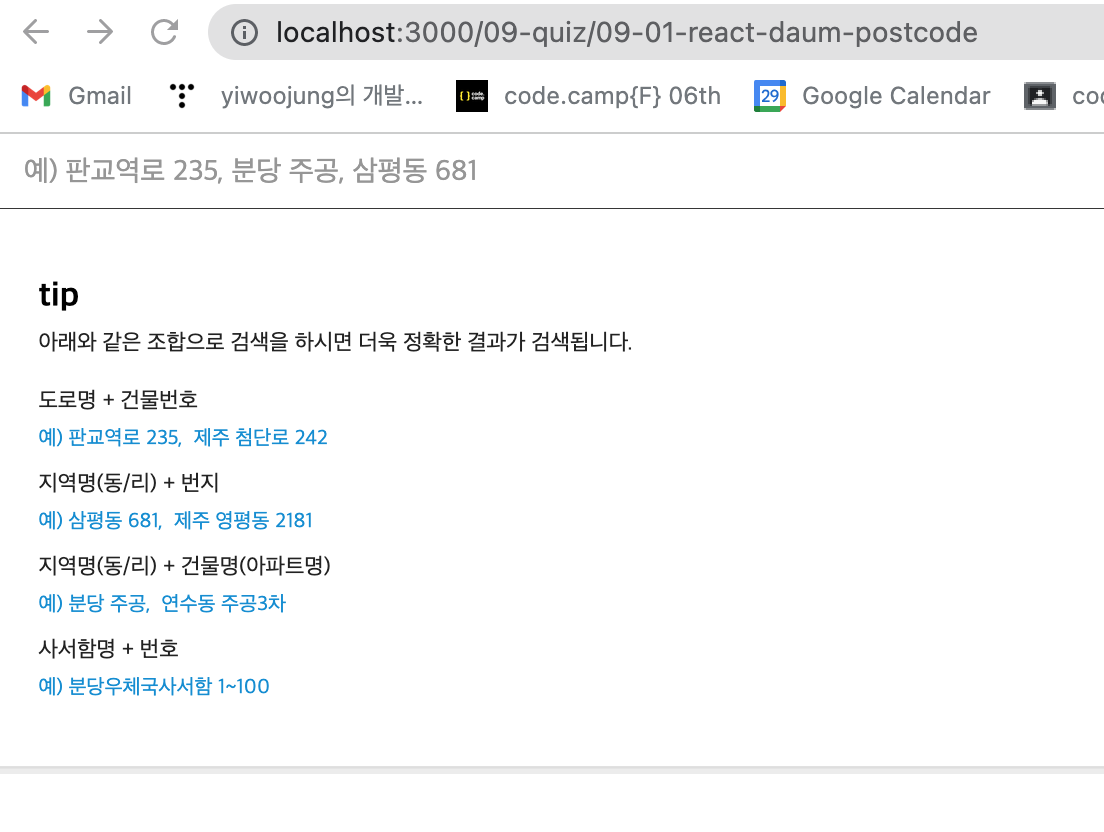 localhost:3000/09-quiz/09-01-react-daum-postcode
Gmail yiwoojung의 개발... code.camp{F} 06th 29 Google Calendar coc
예) 판교역로 235, 분당 주공, 삼평동 681
tip
아래와 같은 조합으로 검색을 하시면 더욱 정확한 결과가 검색됩니다.
도로명 + 건물번호
예) 판교역로 235, 제주 첨단로 242
지역명(동/리) + 번지
예) 삼평동 681, 제주 영평동 2181
지역명(동/리) + 건물명(아파트명)
예) 분당 주공, 연수동 주공3차
사서함명 + 번호
예) 분당우체국사서함 1~100